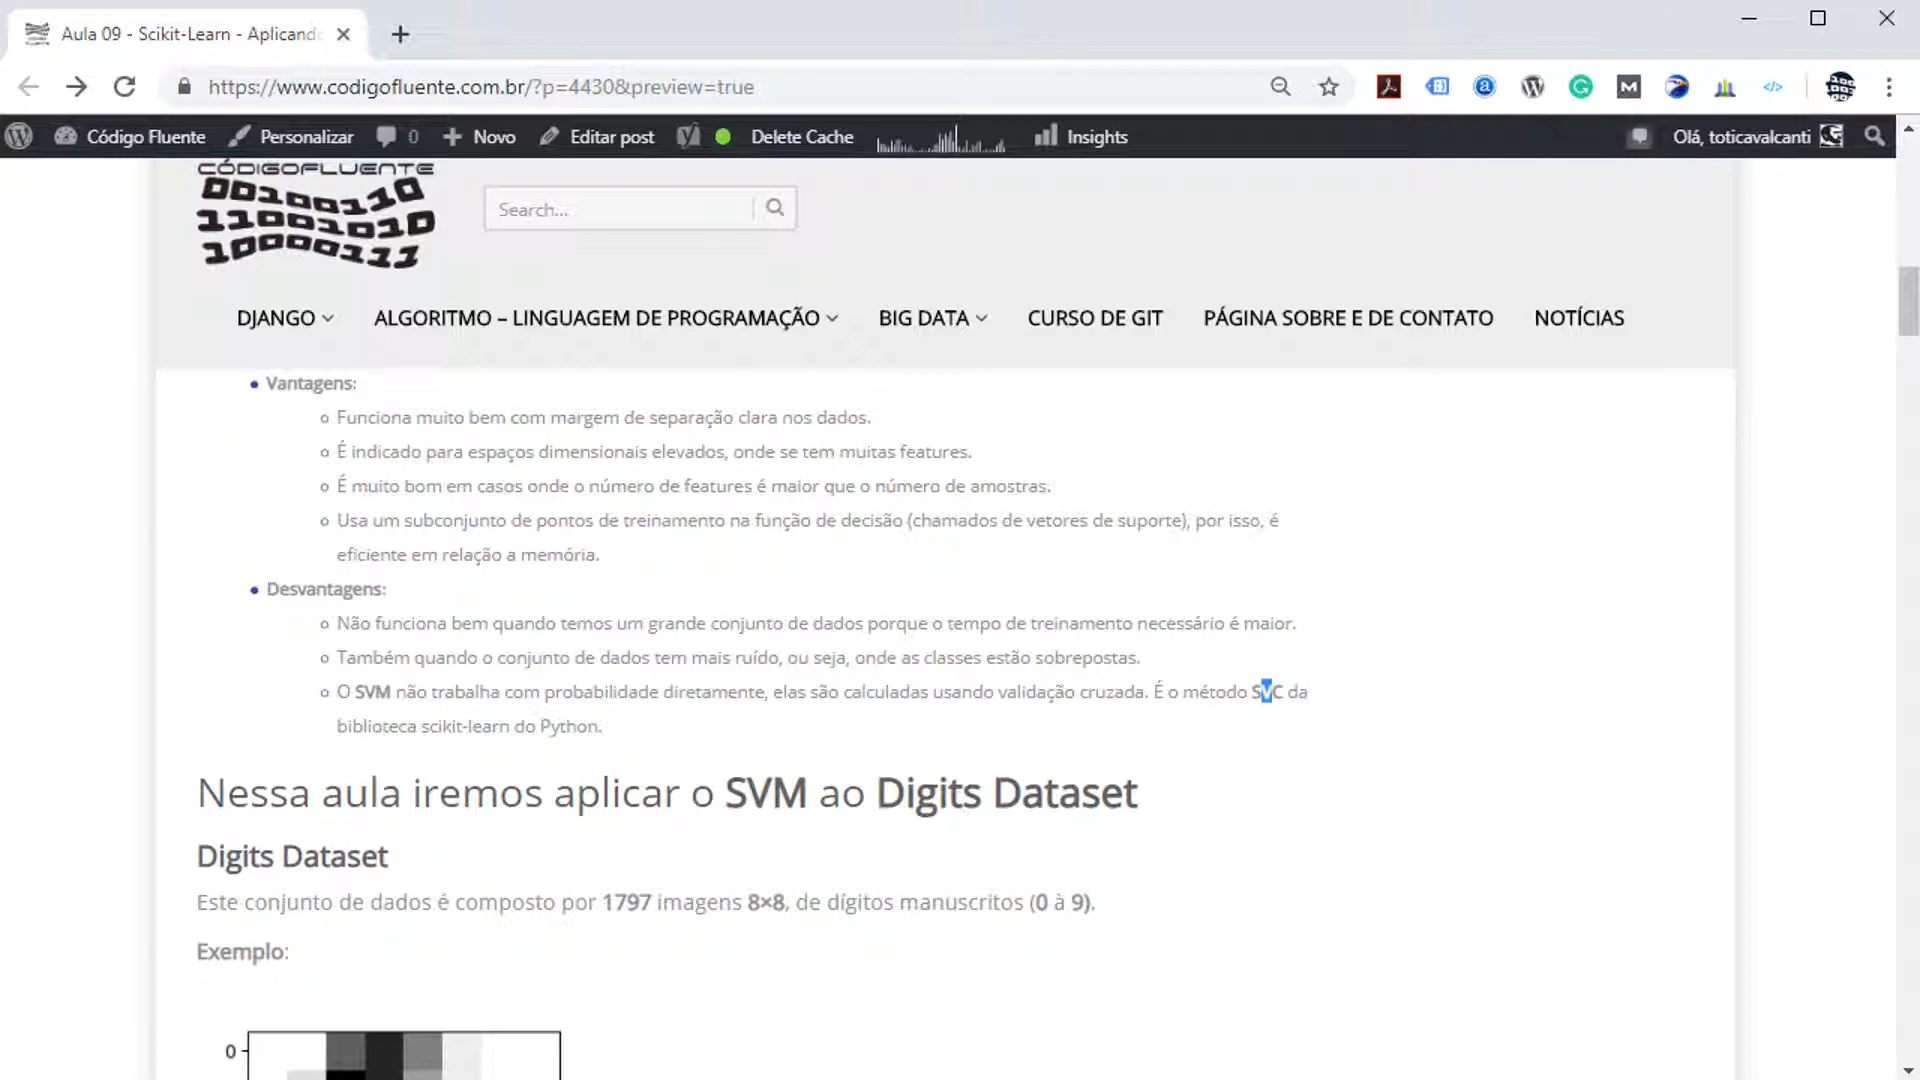 Aula 09 - Scikit-Learn - Aplicando
https://www.codigofluente.com.br/?p=4430&preview=true
Código Fluente
Personalizar
0
Novo
Editar post
Delete Cache
Insights
Olá, toticavalcanti
CÓDIGOFLUENTE
00100110
11001010
10000111
Search...
DJANGO
ALGORITMO – LINGUAGEM DE PROGRAMAÇÃO
BIG DATA
CURSO DE GIT
PÁGINA SOBRE E DE CONTATO
NOTÍCIAS
Vantagens:
Funciona muito bem com margem de separação clara nos dados.
É indicado para espaços dimensionais elevados, onde se tem muitas features.
É muito bom em casos onde o número de features é maior que o número de amostras.
Usa um subconjunto de pontos de treinamento na função de decisão (chamados de vetores de suporte), por isso, é
eficiente em relação a memória.
Desvantagens:
Não funciona bem quando temos um grande conjunto de dados porque o tempo de treinamento necessário é maior.
Também quando o conjunto de dados tem mais ruído, ou seja, onde as classes estão sobrepostas.
O SVM não trabalha com probabilidade diretamente, elas são calculadas usando validação cruzada. É o método SVC da
biblioteca scikit-learn do Python.
Nessa aula iremos aplicar o SVM ao Digits Dataset
Digits Dataset
Este conjunto de dados é composto por 1797 imagens 8×8, de dígitos manuscritos (0 à 9).
Exemplo:
0